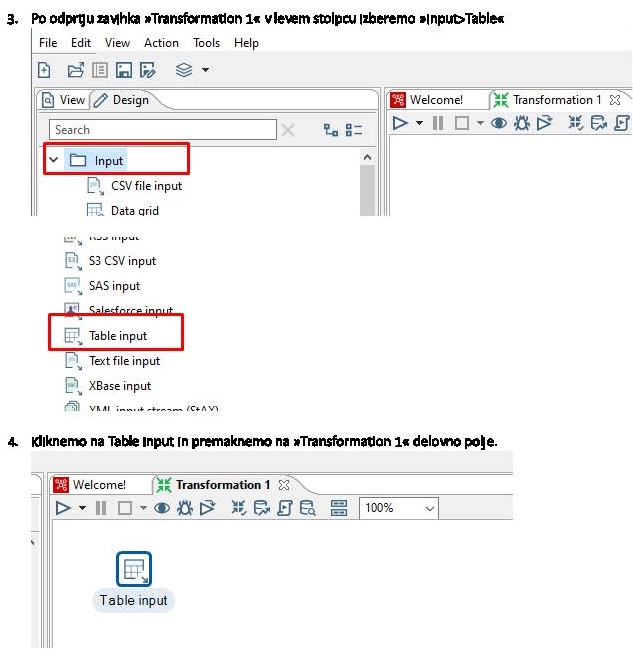 3. Po odprtju zavihka »Transformation 1« v levem stolpcu izberemo »Input>Table«
File Edit View Action Tools Help
View Design Welcome! Transformation 1
Search
Input
CSV file input
Data grid
RSS input
S3 CSV input
SAS input
Salesforce input
Table input
Text file input
XBase input
XML input stream (StAX)
4. Kliknemo na Table Input in premaknemo na »Transformation 1« delovno polje.
Welcome! Transformation 1
100%
Table input